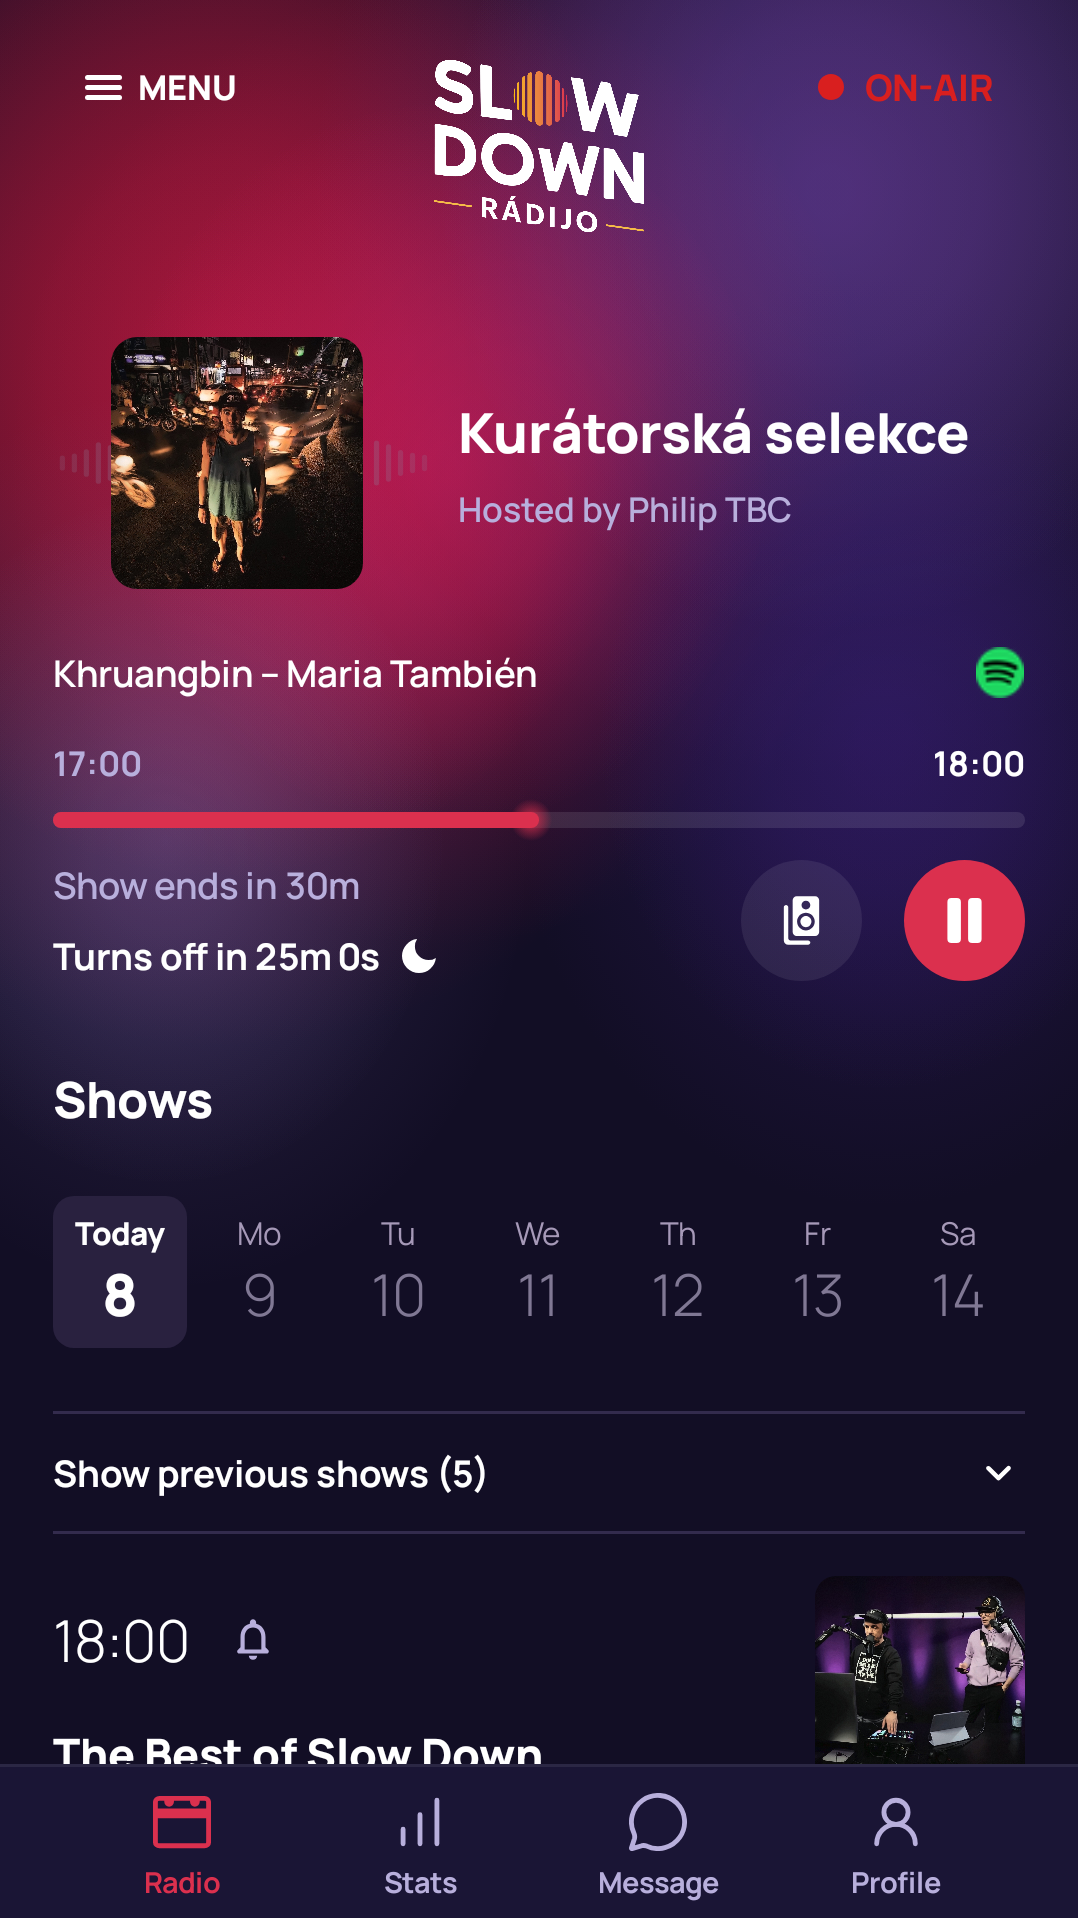 MENU
SLOW
DOWN
RÁDIJO
ON-AIR
Kurátorská selekce
Hosted by Philip TBC
Khruangbin – Maria También
17:00
18:00
Show ends in 30m
Turns off in 25m 0s
Shows
Today Mo Tu We Th Fr Sa
8 9 10 11 12 13 14
Show previous shows (5)
18:00
The Best of Slow Down
Radio Stats Message Profile